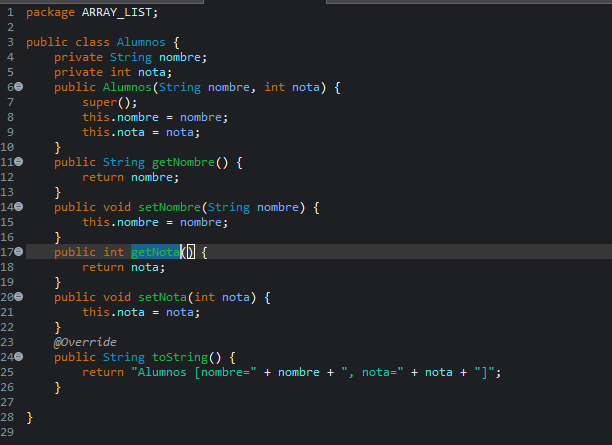 1 package ARRAY_LIST;
2
3 public class Alumnos {
4     private String nombre;
5     private int nota;
6     public Alumnos(String nombre, int nota) {
7         super();
8         this.nombre = nombre;
9         this.nota = nota;
10     }
11     public String getNombre() {
12         return nombre;
13     }
14     public void setNombre(String nombre) {
15         this.nombre = nombre;
16     }
17     public int getNota() {
18         return nota;
19     }
20     public void setNota(int nota) {
21         this.nota = nota;
22     }
23     @Override
24     public String toString() {
25         return "Alumnos [nombre=" + nombre + ", nota=" + nota + "]";
26     }
27
28 }
29